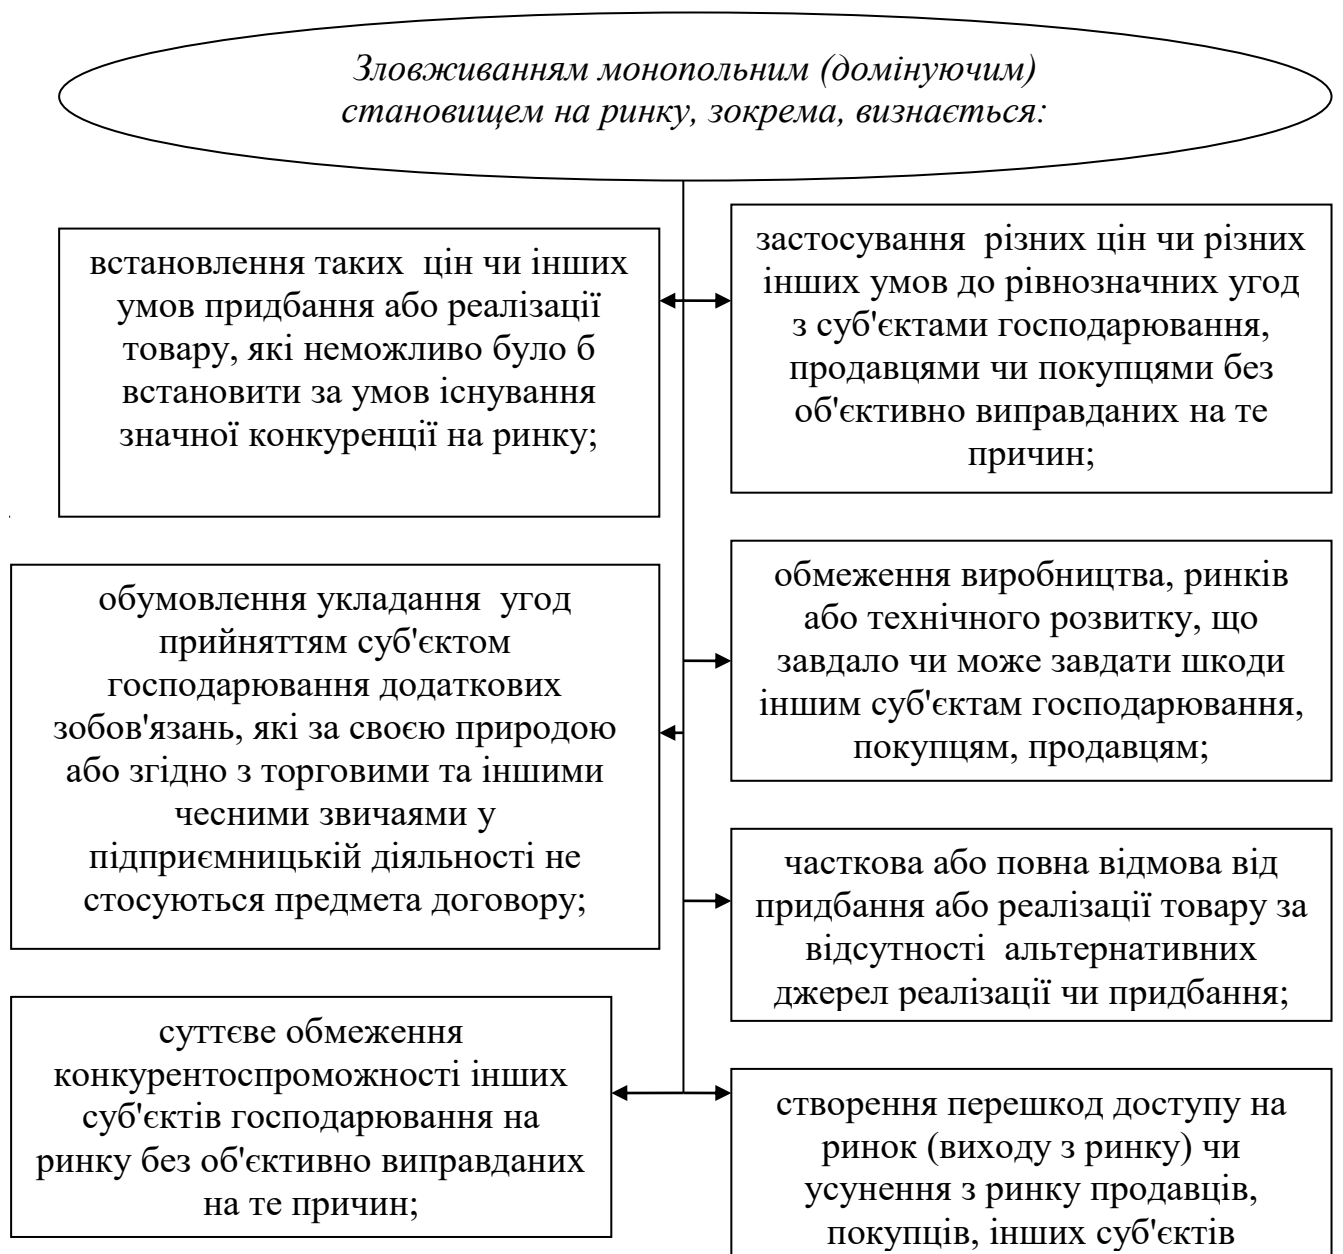 Зловживанням монопольним (домінуючим)
становищем на ринку, зокрема, визнається:
встановлення таких цін чи інших
умов придбання або реалізації
товару, які неможливо було б
встановити за умов існування
значної конкуренції на ринку;
застосування різних цін чи різних
інших умов до рівнозначних угод
з суб'єктами господарювання,
продавцями чи покупцями без
об'єктивно виправданих на те
причин;
обумовлення укладання угод
прийняттям суб'єктом
господарювання додаткових
зобов'язань, які за своєю природою
або згідно з торговими та іншими
чесними звичаями у
підприємницькій діяльності не
стосуються предмета договору;
обмеження виробництва, ринків
або технічного розвитку, що
завдало чи може завдати шкоди
іншим суб'єктам господарювання,
покупцям, продавцям;
часткова або повна відмова від
придбання або реалізації товару за
відсутності альтернативних
джерел реалізації чи придбання;
суттєве обмеження
конкурентоспроможності інших
суб'єктів господарювання на
ринку без об'єктивно виправданих
на те причин;
створення перешкод доступу на
ринок (виходу з ринку) чи
усунення з ринку продавців,
покупців, інших суб'єктів